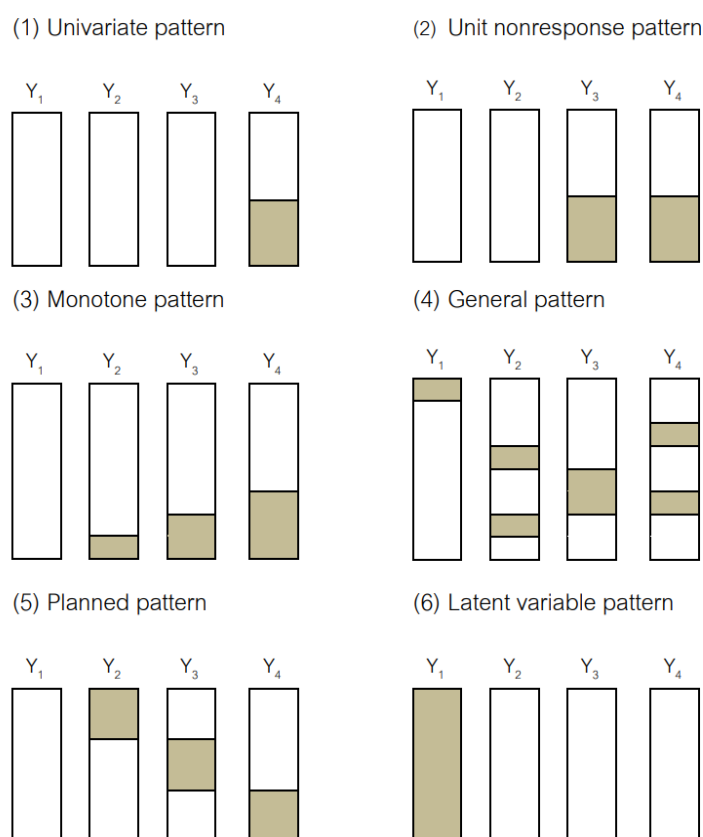 (1) Univariate pattern
Y₁ Y₂ Y₃ Y₄
(2) Unit nonresponse pattern
Y₁ Y₂ Y₃ Y₄
(3) Monotone pattern
Y₁ Y₂ Y₃ Y₄
(4) General pattern
Y₁ Y₂ Y₃ Y₄
(5) Planned pattern
Y₁ Y₂ Y₃ Y₄
(6) Latent variable pattern
Y₁ Y₂ Y₃ Y₄